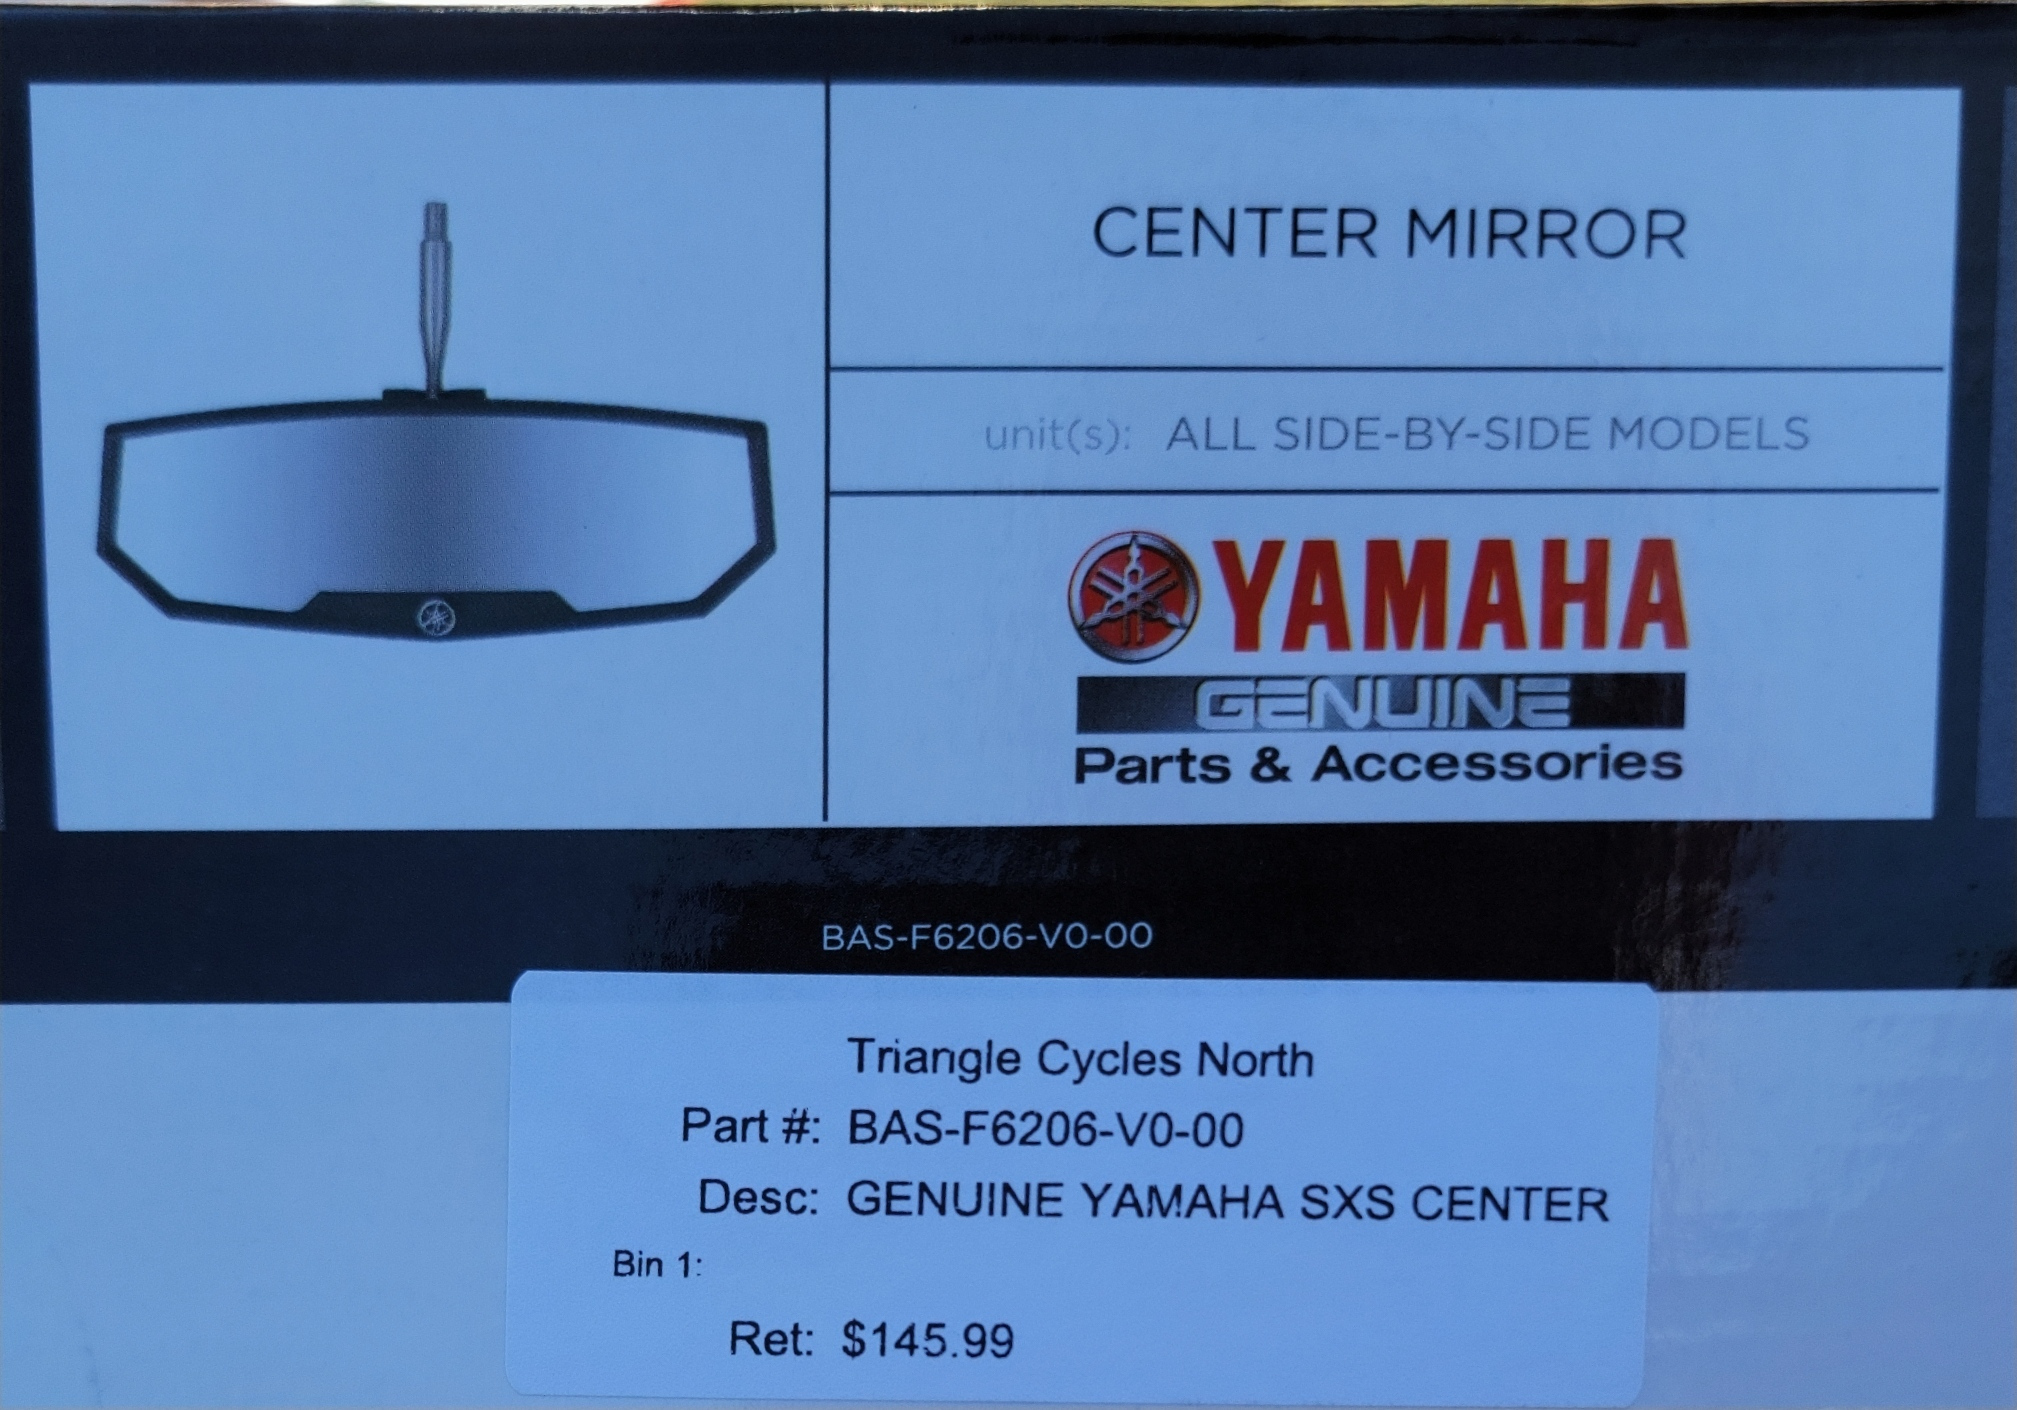 CENTER MIRROR
unit(s): ALL SIDE-BY-SIDE MODELS
YAMAHA
GENUINE
Parts & Accessories
BAS-F6206-V0-00
Triangle Cycles North
Part #: BAS-F6206-V0-00
Desc: GENUINE YAMAHA SXS CENTER
Bin 1:
Ret: $145.99